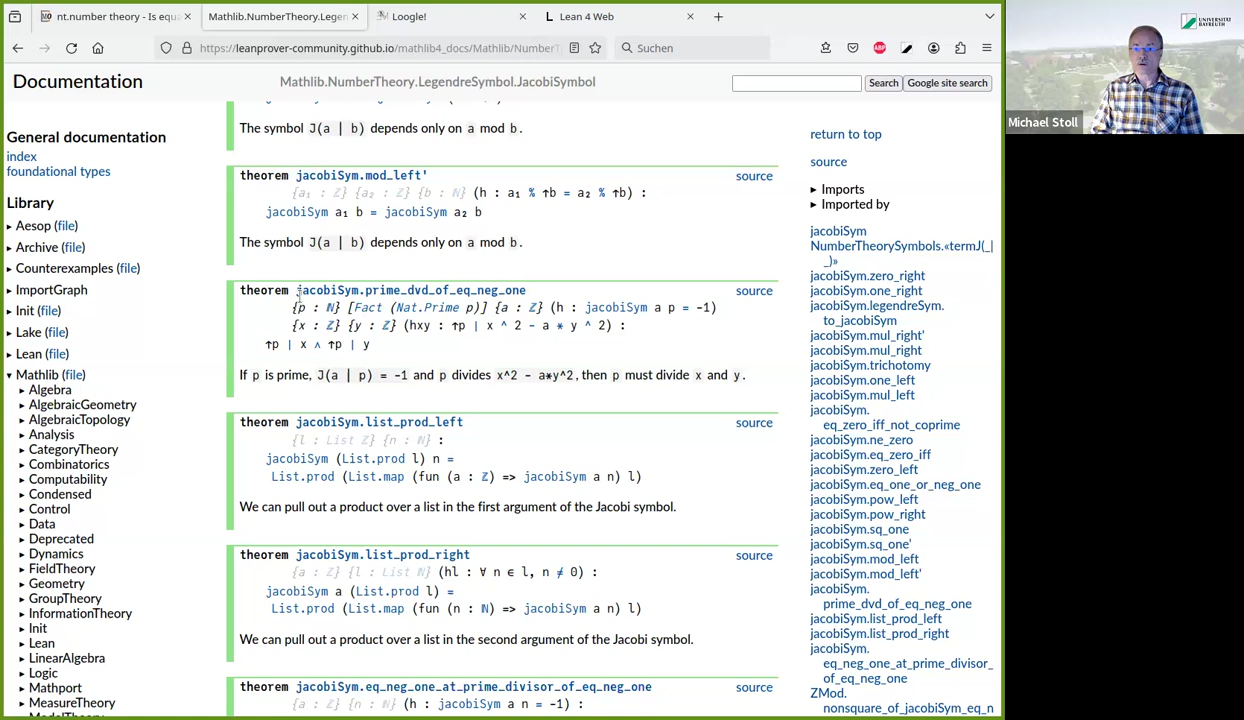 nt.number theory - Is equa
Mathlib.NumberTheory.Legen
Loogle!
Lean 4 Web
https://leanprover-community.github.io/mathlib4_docs/Mathlib/NumberT
Suchen
UNIVERSITÄT
BAYREUTH
Michael Stoll
Documentation
Mathlib.NumberTheory.LegendreSymbol.JacobiSymbol
Search
Google site search
General documentation
index
foundational types
Library
Aesop (file)
Archive (file)
Counterexamples (file)
ImportGraph
Init (file)
Lake (file)
Lean (file)
Mathlib (file)
Algebra
AlgebraicGeometry
AlgebraicTopology
Analysis
CategoryTheory
Combinatorics
Computability
Condensed
Control
Data
Deprecated
Dynamics
FieldTheory
Geometry
GroupTheory
InformationTheory
Init
Lean
LinearAlgebra
Logic
Mathport
MeasureTheory
ModelTheory
The symbol J(a | b) depends only on a mod b.
theorem jacobiSym.mod_left'
source
{a₁ : ℤ} {a₂ : ℤ} {b : ℕ} (h : a₁ % ↑b = a₂ % ↑b) :
jacobiSym a₁ b = jacobiSym a₂ b
The symbol J(a | b) depends only on a mod b.
theorem jacobiSym.prime_dvd_of_eq_neg_one
source
{p : ℕ} [Fact (Nat.Prime p)] {a : ℤ} (h : jacobiSym a p = -1)
{x : ℤ} {y : ℤ} (hxy : ↑p ∣ x ^ 2 - a * y ^ 2) :
↑p ∣ x ∧ ↑p ∣ y
If p is prime, J(a | p) = -1 and p divides x^2 - a*y^2, then p must divide x and y.
theorem jacobiSym.list_prod_left
source
{l : List ℤ} {n : ℕ} :
jacobiSym (List.prod l) n =
List.prod (List.map (fun (a : ℤ) => jacobiSym a n) l)
We can pull out a product over a list in the first argument of the Jacobi symbol.
theorem jacobiSym.list_prod_right
source
{a : ℤ} {l : List ℕ} (hl : ∀ n ∈ l, n ≠ 0) :
jacobiSym a (List.prod l) =
List.prod (List.map (fun (n : ℕ) => jacobiSym a n) l)
We can pull out a product over a list in the second argument of the Jacobi symbol.
theorem jacobiSym.eq_neg_one_at_prime_divisor_of_eq_neg_one
source
{a : ℤ} {n : ℕ} (h : jacobiSym a n = -1) :
return to top
source
Imports
Imported by
jacobiSym
NumberTheorySymbols.«termJ(_|
_)»
jacobiSym.zero_right
jacobiSym.one_right
jacobiSym.legendreSym.
to_jacobiSym
jacobiSym.mul_right'
jacobiSym.mul_right
jacobiSym.trichotomy
jacobiSym.one_left
jacobiSym.mul_left
jacobiSym.
eq_zero_iff_not_coprime
jacobiSym.ne_zero
jacobiSym.eq_zero_iff
jacobiSym.zero_left
jacobiSym.eq_one_or_neg_one
jacobiSym.pow_left
jacobiSym.pow_right
jacobiSym.sq_one
jacobiSym.sq_one'
jacobiSym.mod_left
jacobiSym.mod_left'
jacobiSym.
prime_dvd_of_eq_neg_one
jacobiSym.list_prod_left
jacobiSym.list_prod_right
jacobiSym.
eq_neg_one_at_prime_divisor_
of_eq_neg_one
ZMod.
nonsquare_of_jacobiSym_eq_n